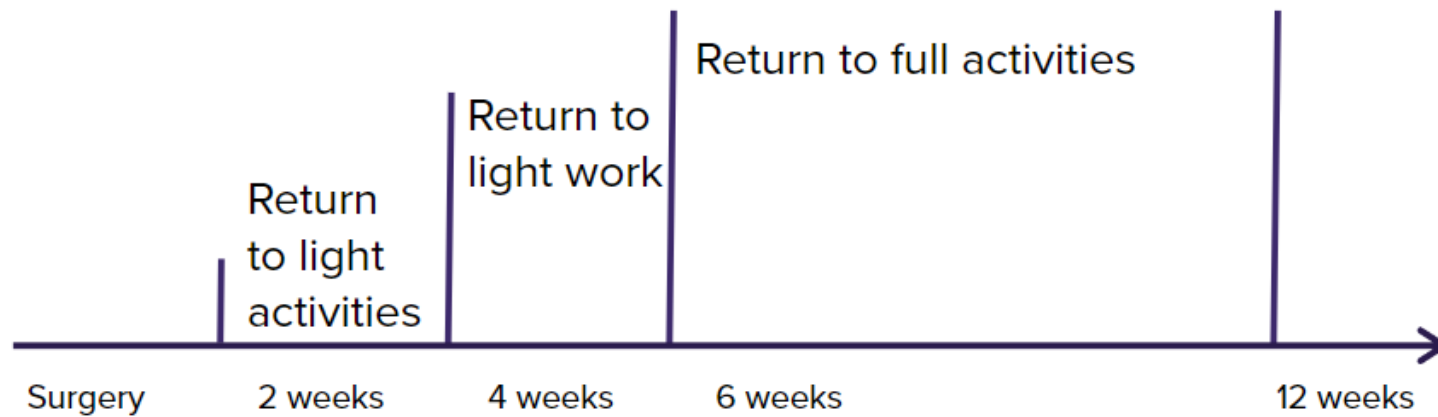 Return to full activities
Return to
light work
Return
to light
activities
Surgery
2 weeks
4 weeks
6 weeks
12 weeks